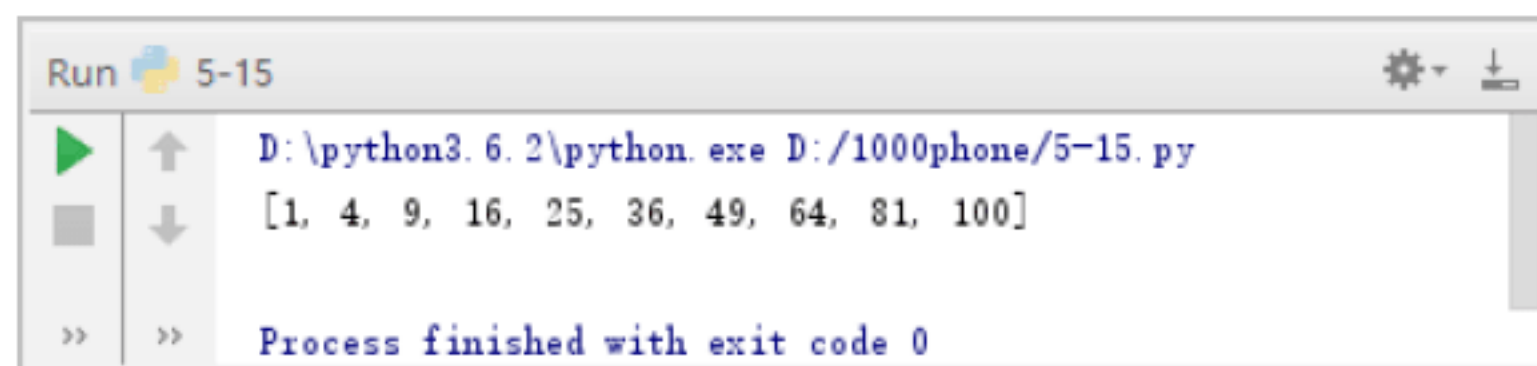 Run 5-15
D:\python3.6.2\python.exe D:/1000phone/5-15.py
[1, 4, 9, 16, 25, 36, 49, 64, 81, 100]
Process finished with exit code 0